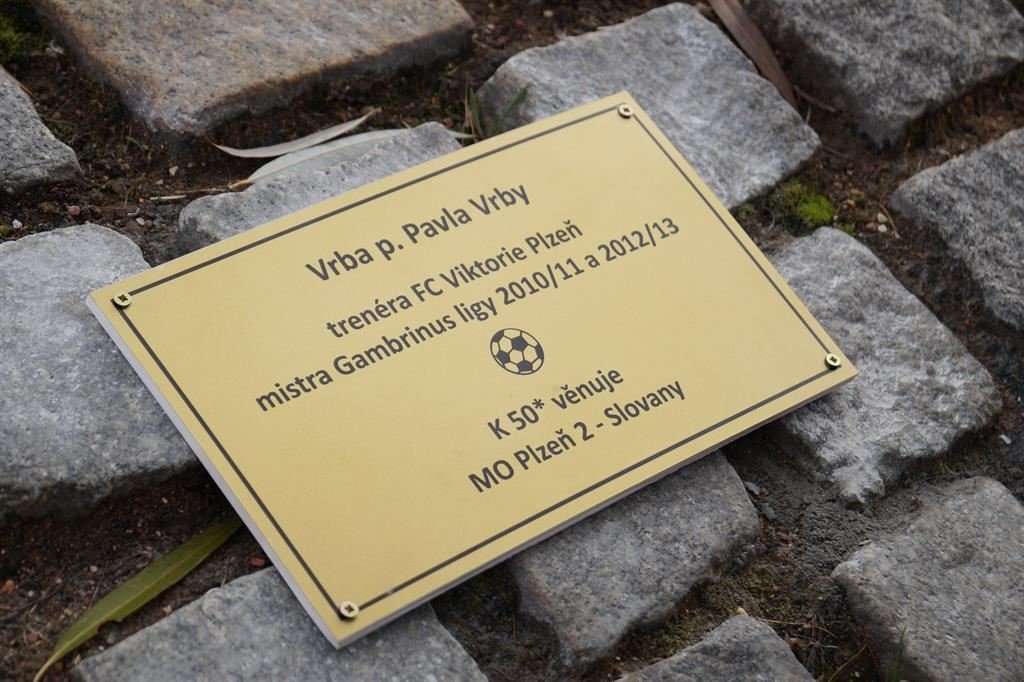 Vrba p. Pavla Vrby
trenéra FC Viktorie Plzeň
mistra Gambrinus ligy 2010/11 a 2012/13
K 50* věnuje
MO Plzeň 2 - Slovany